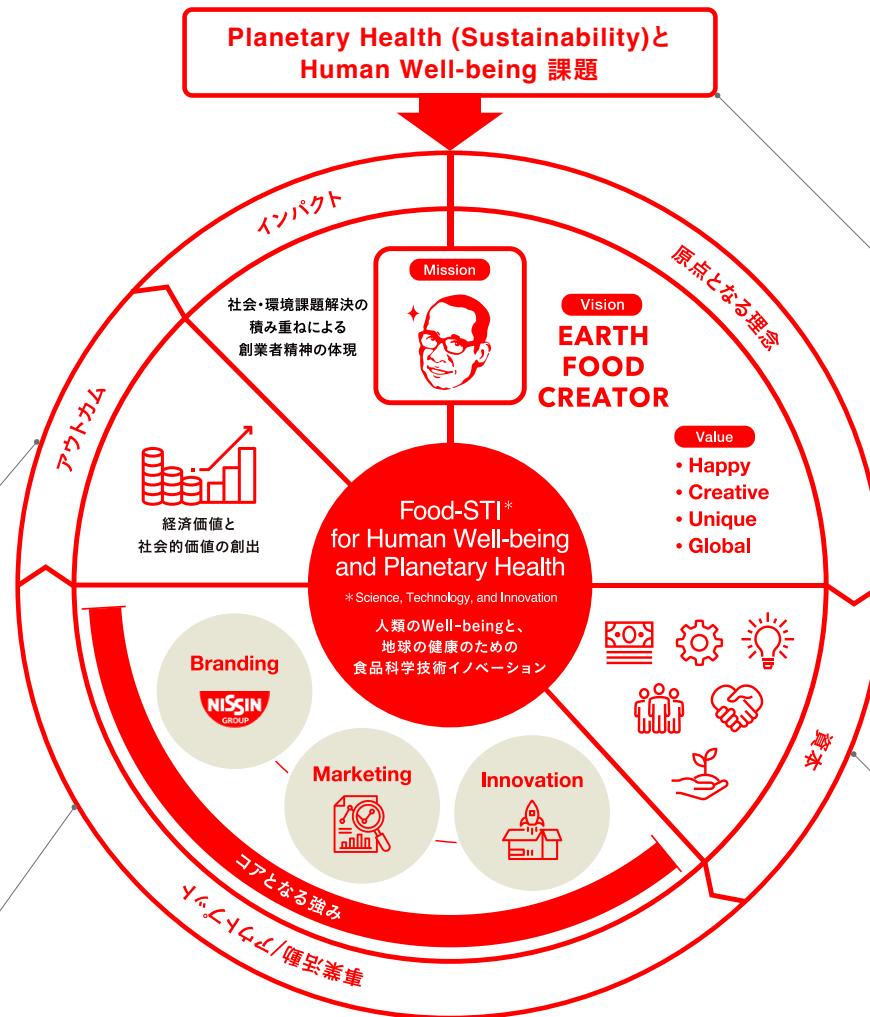 Planetary Health (Sustainability)と
Human Well-being 課題
インパクト
原点となる理念
Mission
社会・環境課題解決の
積み重ねによる
創業者精神の体現
Vision
EARTH
FOOD
CREATOR
Value
• Happy
• Creative
• Unique
• Global
アウトカム
経済価値と
社会的価値の創出
Food-STI*
for Human Well-being
and Planetary Health
*Science, Technology, and Innovation
人類のWell-beingと、
地球の健康のための
食品科学技術イノベーション
資本
Branding
NISSIN
GROUP
Marketing
Innovation
コアとなる強み
事業活動/アウトプット